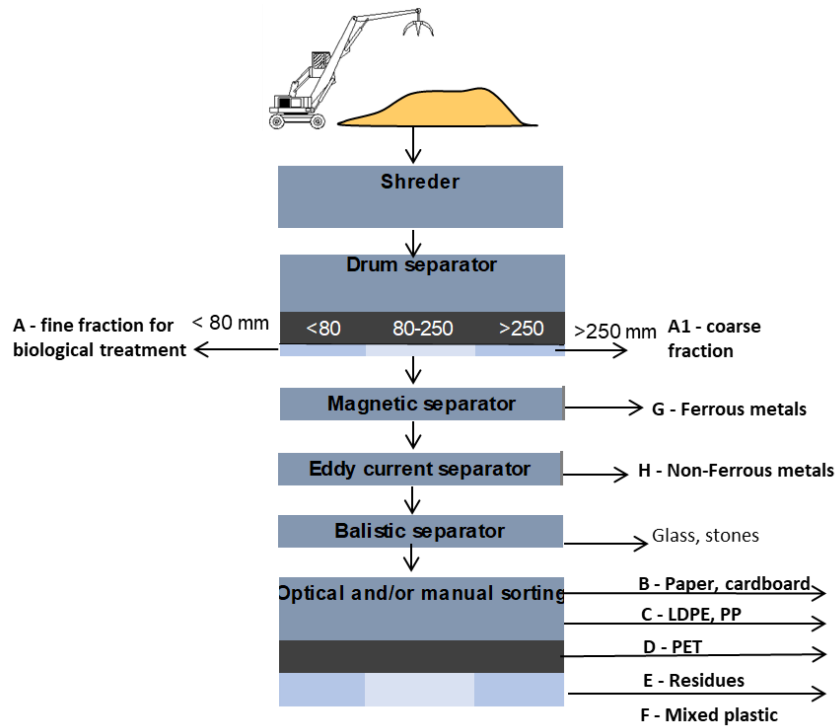 Shreder
Drum separator
A - fine fraction for
biological treatment
< 80 mm
<80
80-250
>250
>250 mm
A1 - coarse
fraction
Magnetic separator
G - Ferrous metals
Eddy current separator
H - Non-Ferrous metals
Balistic separator
Glass, stones
Optical and/or manual sorting
B - Paper, cardboard
C - LDPE, PP
D - PET
E - Residues
F - Mixed plastic